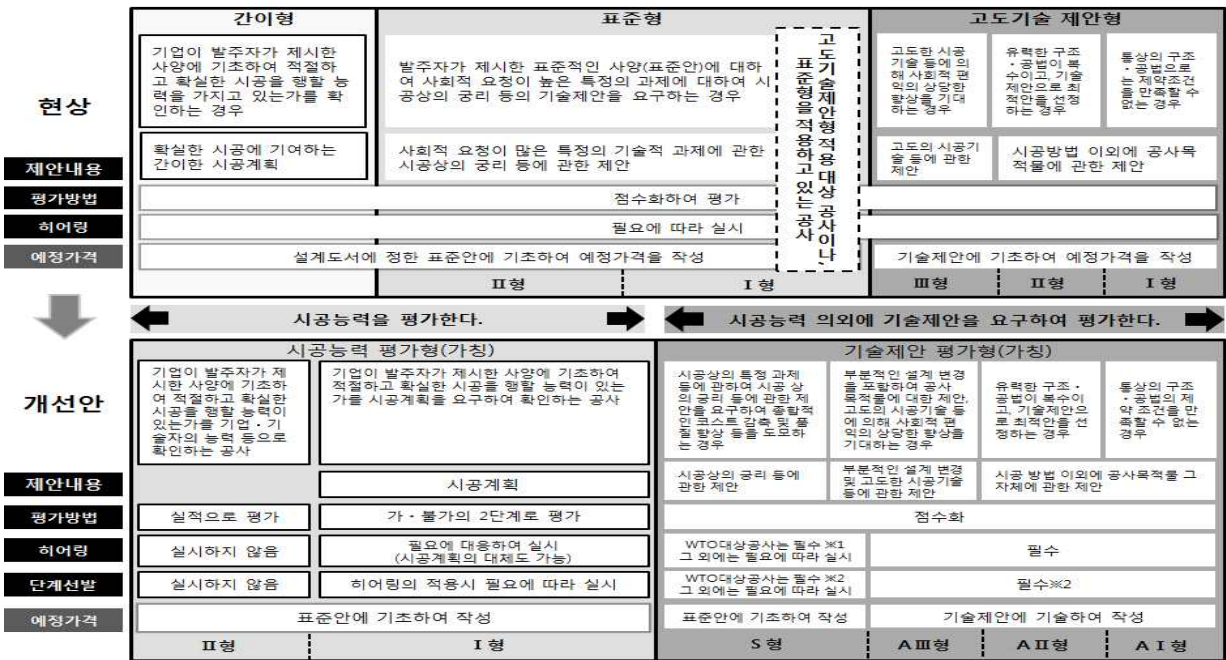 간이형
표준형
고도기술 제안형
현상
기업이 발주자가 제시한
사양에 기초하여 적절하
고 확실한 시공을 행할 능
력을 가지고 있는가를 확
인하는 경우
발주자가 제시한 표준적인 사양(표준안)에 대하
여 사회적 요청이 높은 특정의 과제에 대하여 시
공상의 궁리 등의 기술제안을 요구하는 경우
고도기술제안형 적용대상 공사이나,
표준형을 적용하고 있는 공사
고도한 시공
기술 등에 의
해 사회적 편
익의 상당한
향상을 기대
하는 경우
유력한 구조
·공법이 복
수이고, 기술
제안으로 최
적안을 선정
하는 경우
통상의 구조
·공법으로
는 제약조건
을 만족할 수
없는 경우
제안내용
확실한 시공에 기여하는
간이한 시공계획
사회적 요청이 많은 특정의 기술적 과제에 관한
시공상의 궁리 등에 관한 제안
고도의 시공기
술 등에 관한
제안
시공방법 이외에 공사목
적물에 관한 제안
평가방법
점수화하여 평가
히어링
필요에 따라 실시
예정가격
설계도서에 정한 표준안에 기초하여 예정가격을 작성
기술제안에 기초하여 예정가격을 작성
II형
I 형
III형
II형
I 형
시공능력을 평가한다.
시공능력 의외에 기술제안을 요구하여 평가한다.
개선안
시공능력 평가형(가칭)
기술제안 평가형(가칭)
기업이 발주자가 제
시한 사양에 기초하
여 적절하고 확실한
시공을 행할 능력이
있는가를 기업·기
술자의 능력 등으로
확인하는 공사
기업이 발주자가 제시한 사양에 기초하여
적절하고 확실한 시공을 행할 능력이 있는
가를 시공계획을 요구하여 확인하는 공사
시공상의 특정 과제
등에 관하여 시공 상
의 궁리 등에 관한 제
안을 요구하여 종합적
인 코스트 감축 및 품
질 향상 등을 도모하
는 경우
부분적인 설계 변경
을 포함하여 공사
목적물에 대한 제안,
고도의 시공기술 등
에 의해 사회적 편
익의 상당한 향상을
기대하는 경우
유력한 구조·
공법이 복수이
고, 기술제안으
로 최적안을 선
정하는 경우
통상의 구조
·공법의 제
약 조건을 만
족할 수 없는
경우
제안내용
시공계획
시공상의 궁리 등에
관한 제안
부분적인 설계 변경
및 고도한 시공기술
등에 관한 제안
시공 방법 이외에 공사목적물 그
자체에 관한 제안
평가방법
실적으로 평가
가·불가의 2단계로 평가
점수화
히어링
실시하지 않음
필요에 대응하여 실시
(시공계획의 대체도 가능)
WTO대상공사는 필수 ※1
그 외에는 필요에 따라 실시
필수
단계선발
실시하지 않음
히어링의 적용시 필요에 따라 실시
WTO대상공사는 필수 ※2
그 외에는 필요에 따라 실시
필수※2
예정가격
표준안에 기초하여 작성
표준안에 기초하여 작성
기술제안에 기술하여 작성
II형
I 형
S 형
A III형
A II형
A I 형